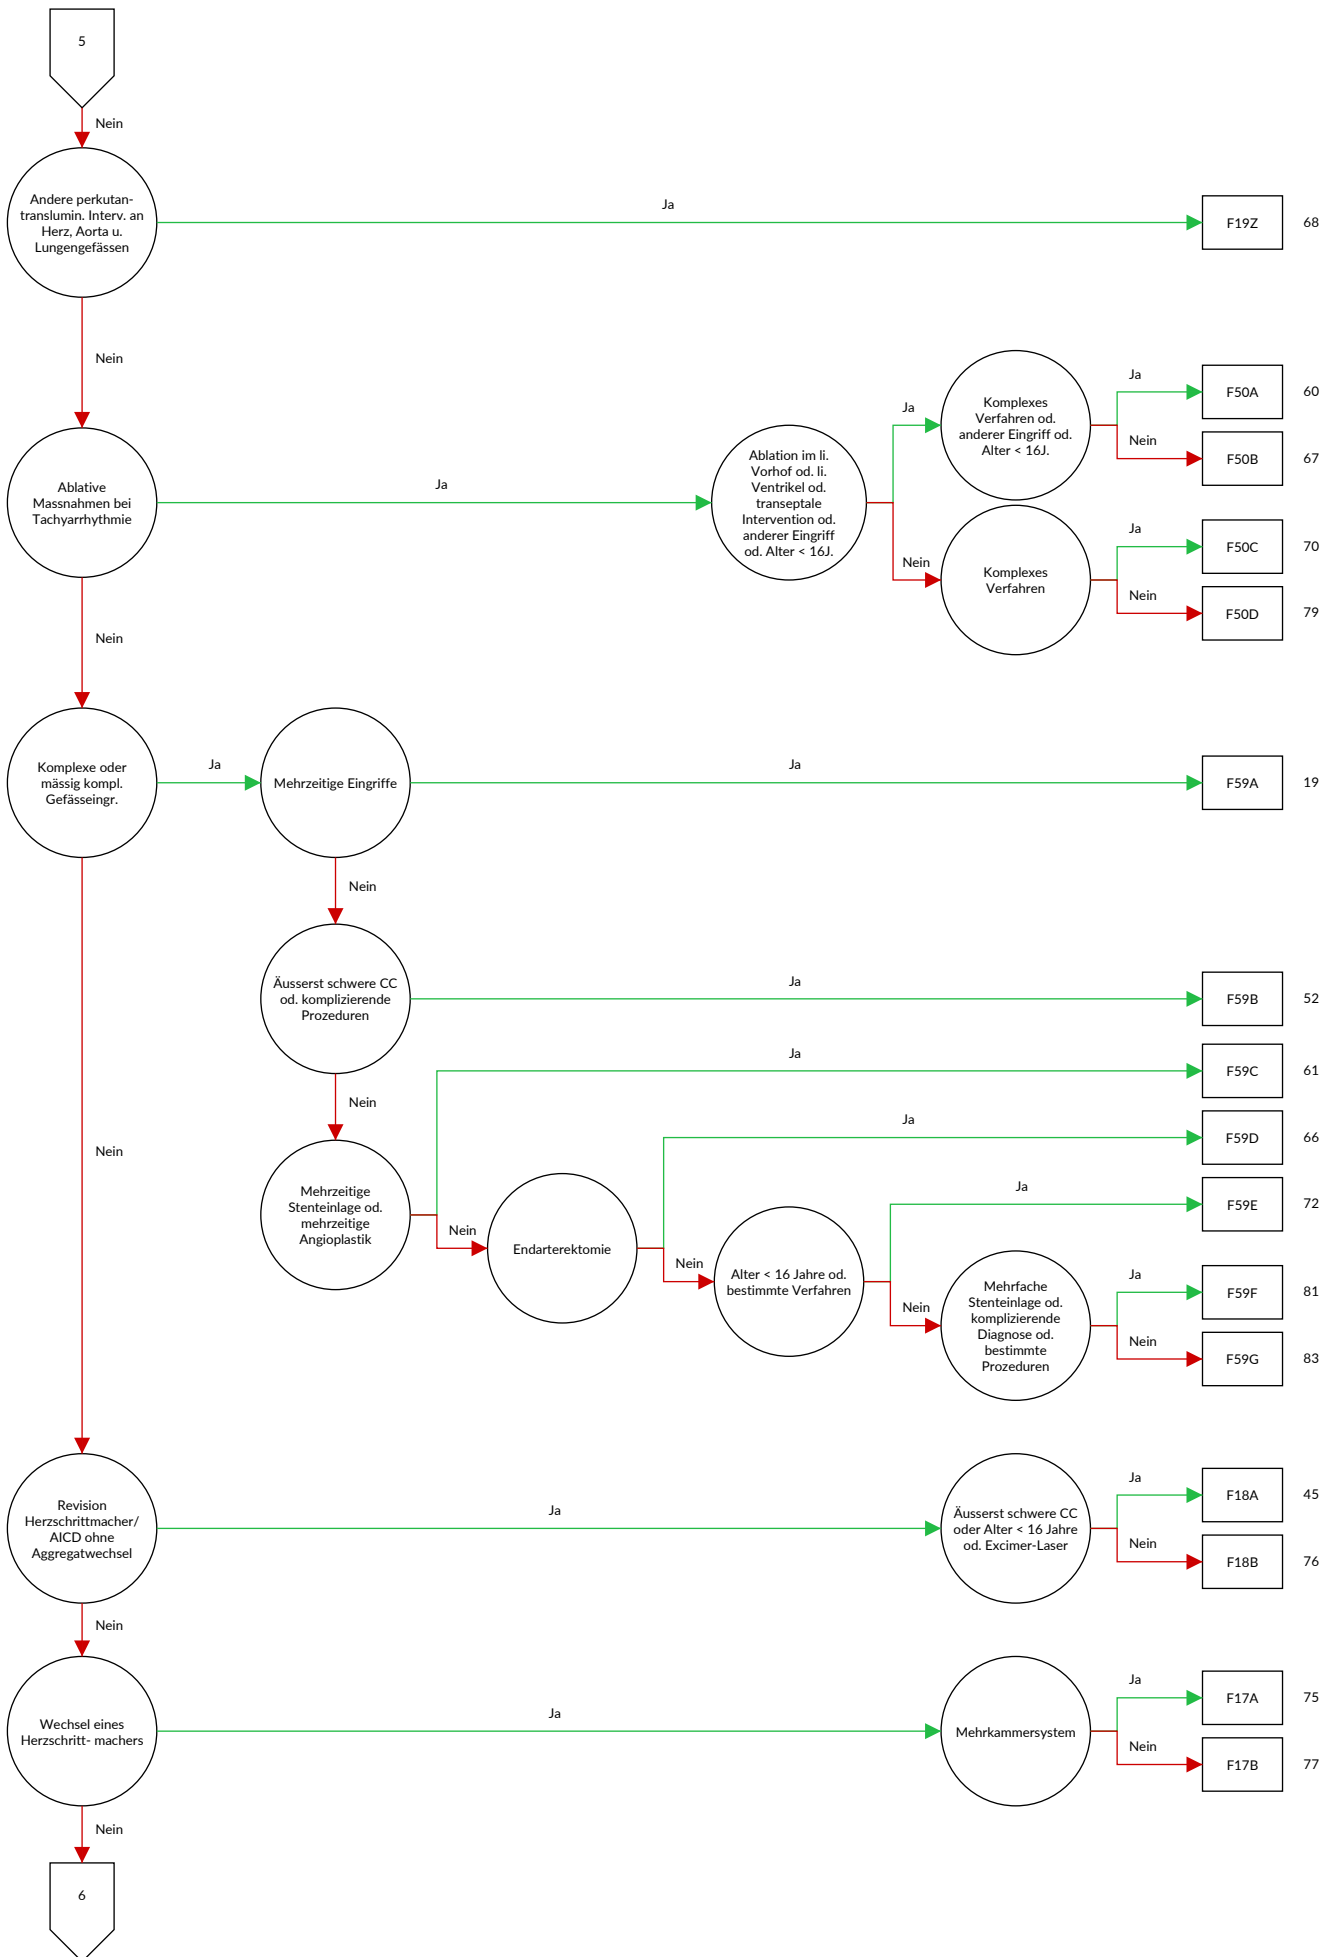 5
Nein
Andere perkutan-
translumin. Interv. an
Herz, Aorta u.
Lungengefässen
Ja
F19Z
68
Nein
Ablative
Massnahmen bei
Tachyarrhythmie
Ja
Ablation im li.
Vorhof od. li.
Ventrikel od.
transeptale
Intervention od.
anderer Eingriff
od. Alter < 16J.
Ja
Komplexes
Verfahren od.
anderer Eingriff od.
Alter < 16J.
Ja
F50A
60
Nein
F50B
67
Nein
Komplexes
Verfahren
Ja
F50C
70
Nein
F50D
79
Nein
Komplexe oder
mässig kompl.
Gefässeingr.
Ja
Mehrzeitige Eingriffe
Ja
F59A
19
Nein
Äusserst schwere CC
od. komplizierende
Prozeduren
Ja
F59B
52
Nein
Mehrzeitige
Stenteinlage od.
mehrzeitige
Angioplastik
Ja
F59C
61
Nein
Endarterektomie
Ja
F59D
66
Nein
Alter < 16 Jahre od.
bestimmte Verfahren
Ja
F59E
72
Nein
Mehrfache
Stenteinlage od.
komplizierende
Diagnose od.
bestimmte
Prozeduren
Ja
F59F
81
Nein
F59G
83
Nein
Revision
Herzschrittmacher/
AICD ohne
Aggregatwechsel
Ja
Äusserst schwere CC
oder Alter < 16 Jahre
od. Excimer-Laser
Ja
F18A
45
Nein
F18B
76
Nein
Wechsel eines
Herzschritt- machers
Ja
Mehrkammersystem
Ja
F17A
75
Nein
F17B
77
Nein
6